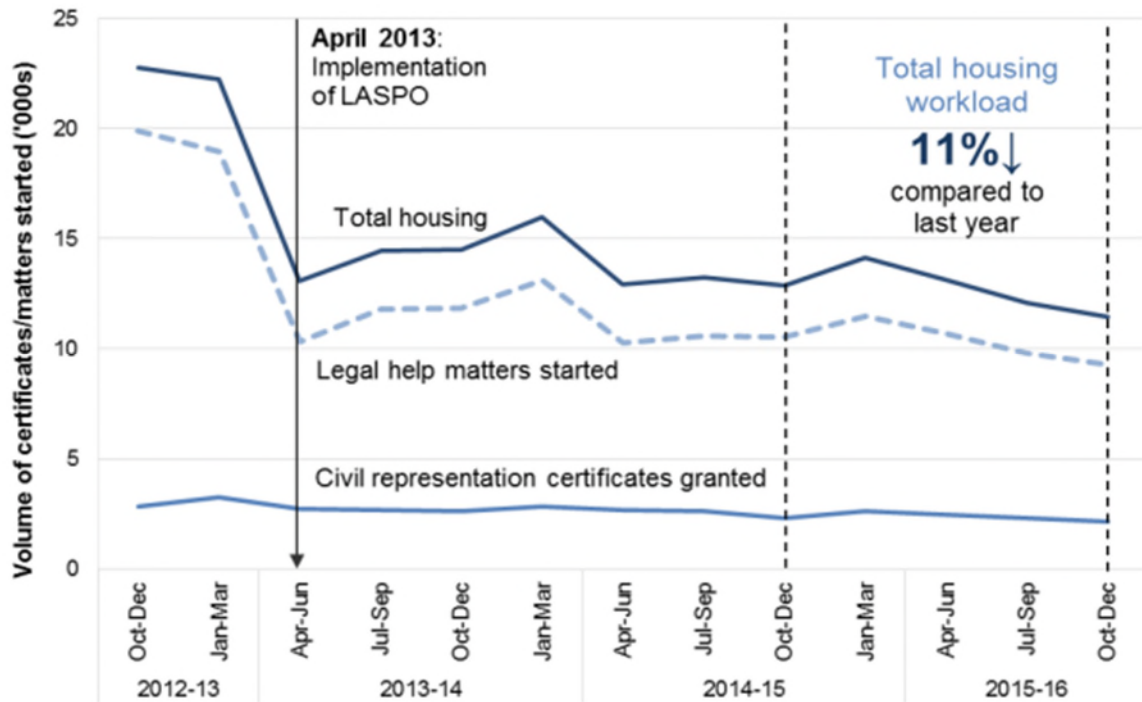 Volume of certificates/matters started ('000s)
25
20
15
10
5
0
April 2013:
Implementation
of LASPO
Total housing
workload
11%↓
compared to
last year
Total housing
Legal help matters started
Civil representation certificates granted
Oct-Dec
Jan-Mar
Apr-Jun
Jul-Sep
Oct-Dec
Jan-Mar
Apr-Jun
Jul-Sep
Oct-Dec
Jan-Mar
Apr-Jun
Jul-Sep
Oct-Dec
2012-13
2013-14
2014-15
2015-16